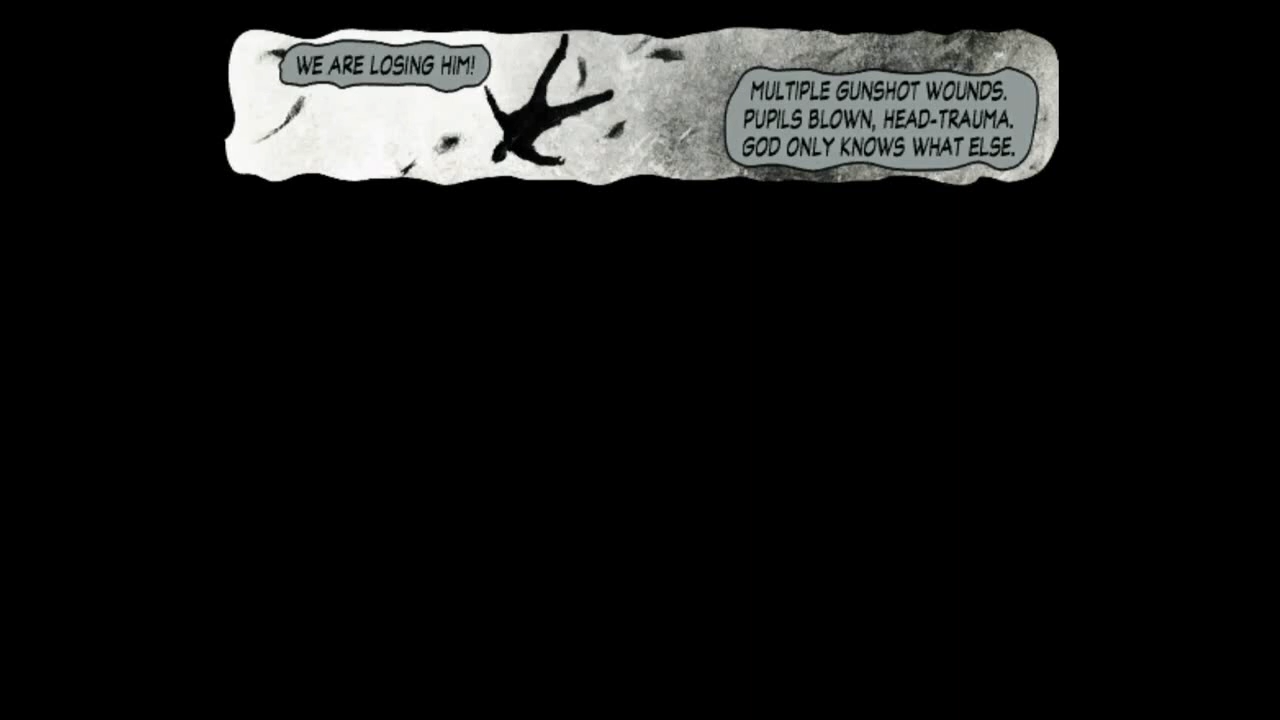 WE ARE LOSING HIM!
MULTIPLE GUNSHOT WOUNDS.
PUPILS BLOWN, HEAD-TRAUMA.
GOD ONLY KNOWS WHAT ELSE.